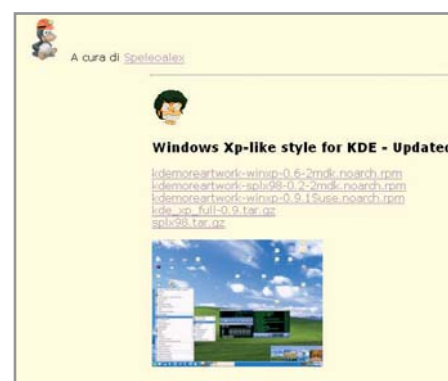 A cura di Speleoalex
Windows Xp-like style for KDE - Updated
kdemoreartwork-winxp-0.6-2mdk.noarch.rpm
kdemoreartwork-splx98-0.2-2mdk.noarch.rpm
kdemoreartwork-winxp-0.9.1Suse.noarch.rpm
kde_xp_full-0.9.tar.gz
splx98.tar.gz